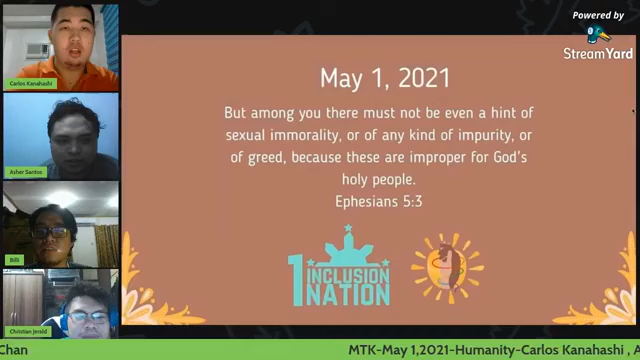 Powered by
StreamYard
Carlos Kanahashi
Asher Santos
Billi
Christian Jerald
May 1, 2021
But among you there must not be even a hint of
sexual immorality, or of any kind of impurity, or
of greed, because these are improper for God's
holy people.
Ephesians 5:3
1 INCLUSION
NATION
Chan
MTK-May 1,2021-Humanity-Carlos Kanahashi , A